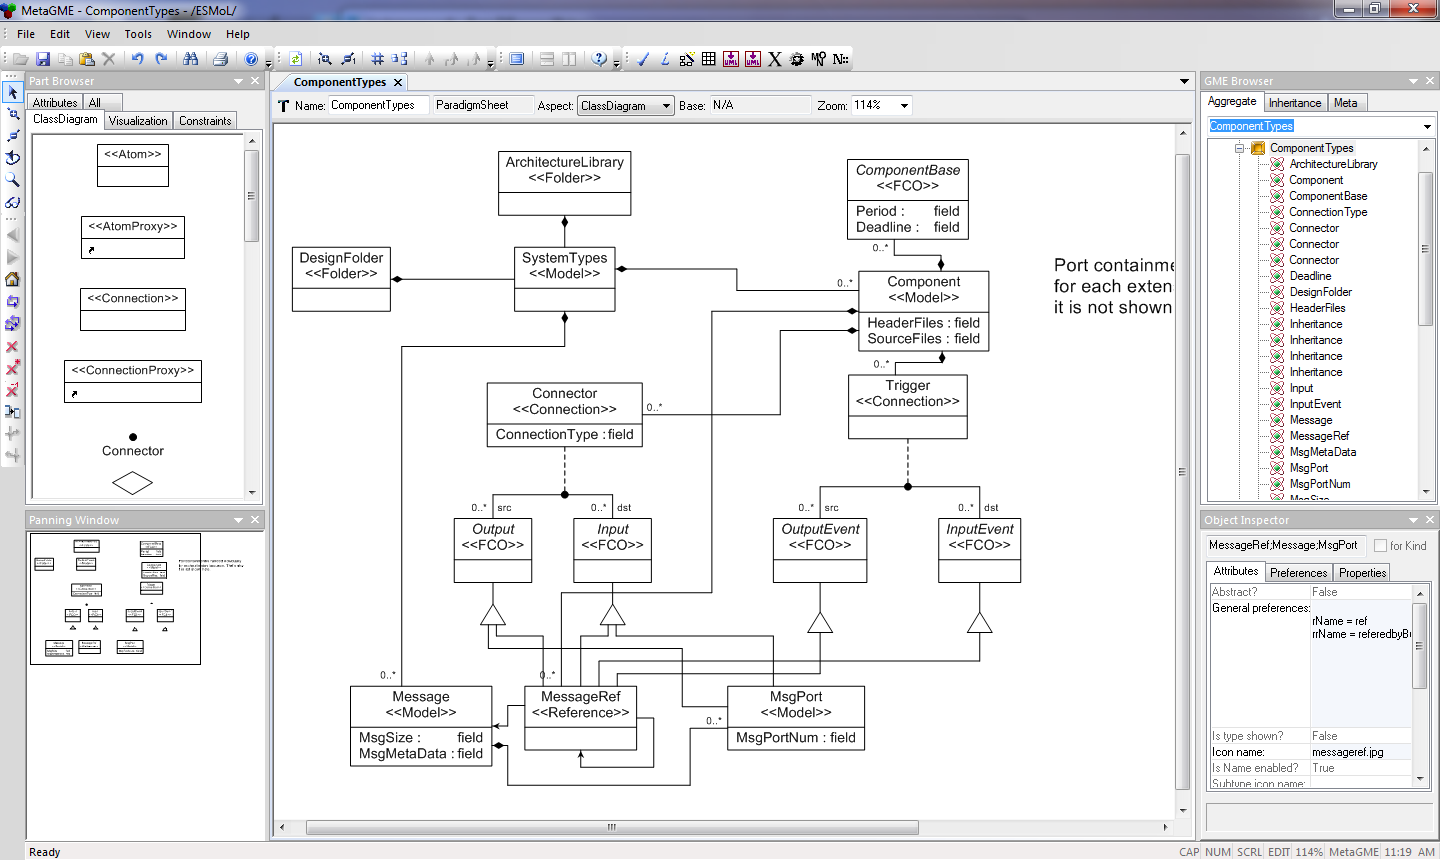 MetaGME - ComponentTypes - /ESMoL/
File Edit View Tools Window Help
Part Browser
Attributes All
ClassDiagram Visualization Constraints
<<Atom>>
<<AtomProxy>>
<<Connection>>
<<ConnectionProxy>>
Connector
Panning Window
ComponentTypes
Name: ComponentTypes ParadigmSheet Aspect: ClassDiagram Base: N/A Zoom: 114%
ArchitectureLibrary
<<Folder>>
ComponentBase
<<FCO>>
Period : field
Deadline : field
0..*
DesignFolder
<<Folder>>
SystemTypes
<<Model>>
Port containme
for each exten
it is not shown
0..*
Component
<<Model>>
HeaderFiles : field
SourceFiles : field
0..*
Connector
<<Connection>>
ConnectionType : field
0..*
Trigger
<<Connection>>
0..* src
0..* dst
0..* src
0..* dst
Output
<<FCO>>
Input
<<FCO>>
OutputEvent
<<FCO>>
InputEvent
<<FCO>>
0..*
0..*
Message
<<Model>>
MsgSize : field
MsgMetaData : field
MessageRef
<<Reference>>
0..*
MsgPort
<<Model>>
MsgPortNum : field
GME Browser
Aggregate Inheritance Meta
ComponentTypes
ComponentTypes
ArchitectureLibrary
Component
ComponentBase
ConnectionType
Connector
Connector
Connector
Deadline
DesignFolder
HeaderFiles
Inheritance
Inheritance
Inheritance
Inheritance
Input
InputEvent
Message
MessageRef
MsgMetaData
MsgPort
MsgPortNum
MsgSize
Object Inspector
MessageRef;Message;MsgPort for Kind
Attributes Preferences Properties
Abstract? False
General preferences:
rName = ref
rrName = referedbyBu
Is type shown? False
Icon name: messageref.jpg
Is Name enabled? True
Subtype icon name:
Ready
CAP NUM SCRL EDIT 114% MetaGME 11:19 AM